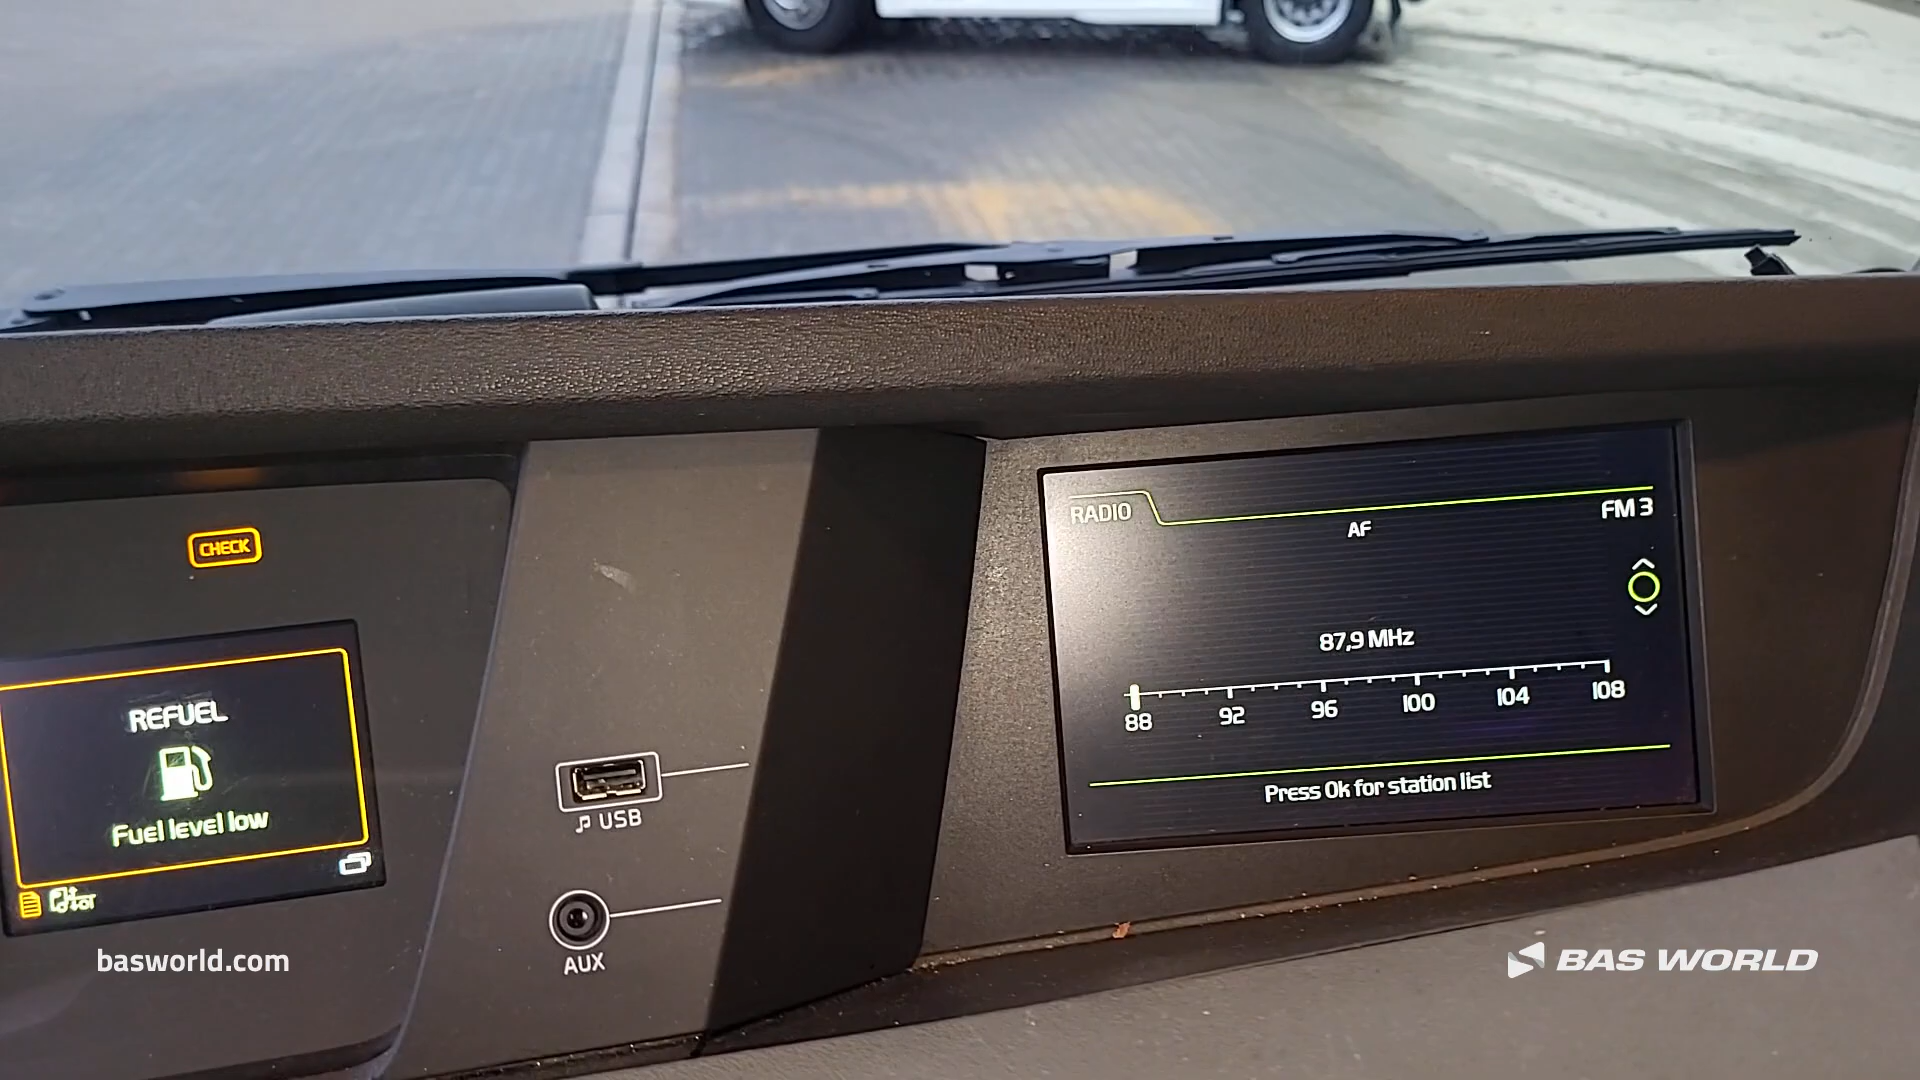 CHECK
REFUEL
Fuel level low
USB
AUX
RADIO
FM 3
AF
87,9 MHz
88 92 96 100 104 108
Press Ok for station list
basworld.com
BAS WORLD